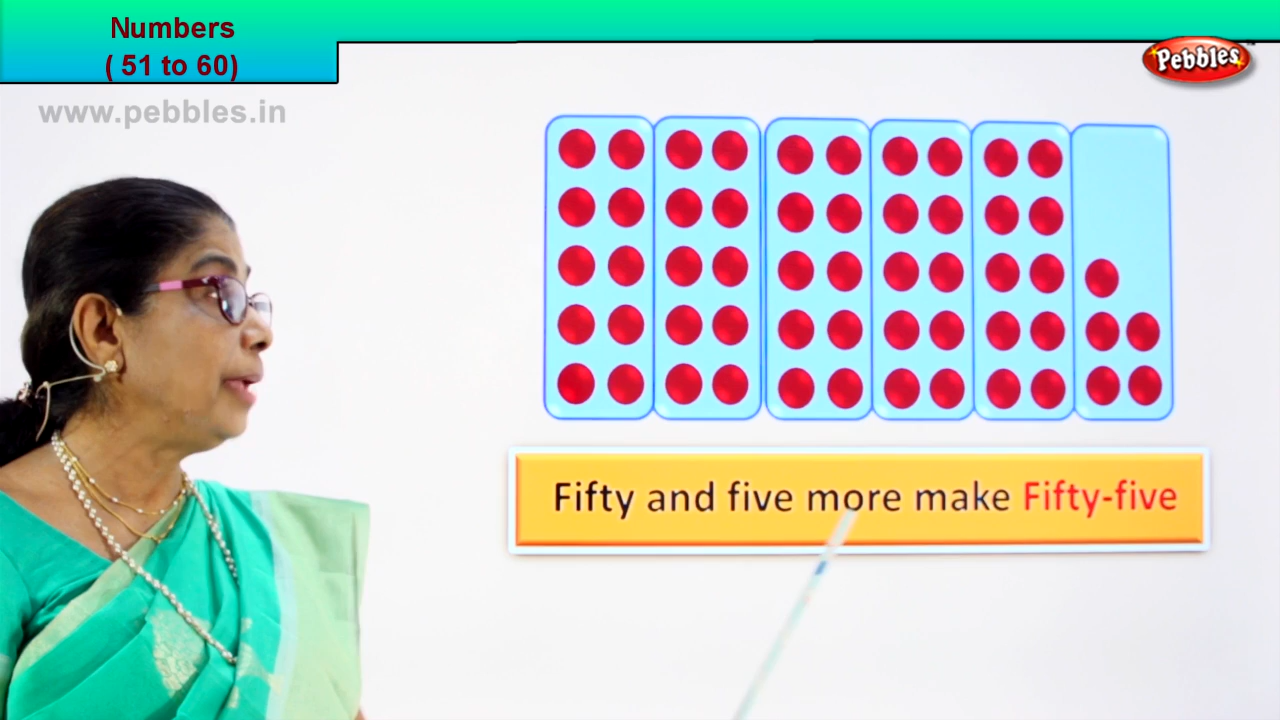 Numbers
( 51 to 60)
Pebbles
www.pebbles.in
Fifty and five more make Fifty-five